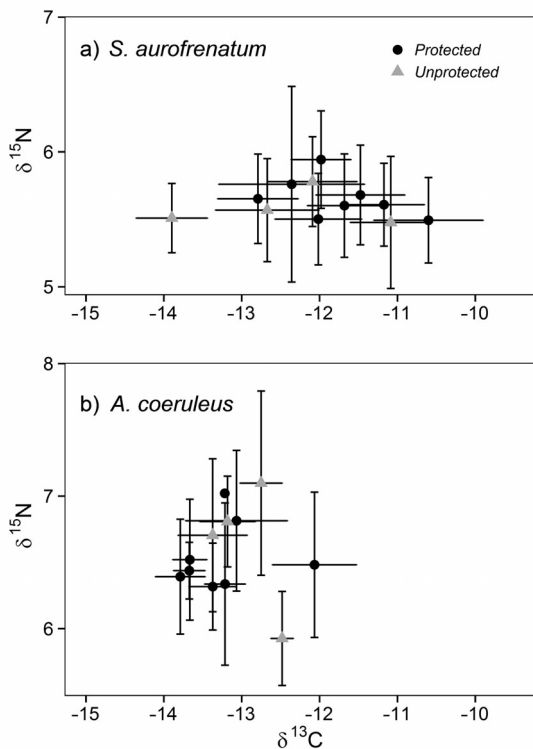 7
a) S. aurofrenatum
Protected
Unprotected
δ15N
6
5
-15 -14 -13 -12 -11 -10
8
b) A. coeruleus
7
δ15N
6
-15 -14 -13 -12 -11 -10
δ13C